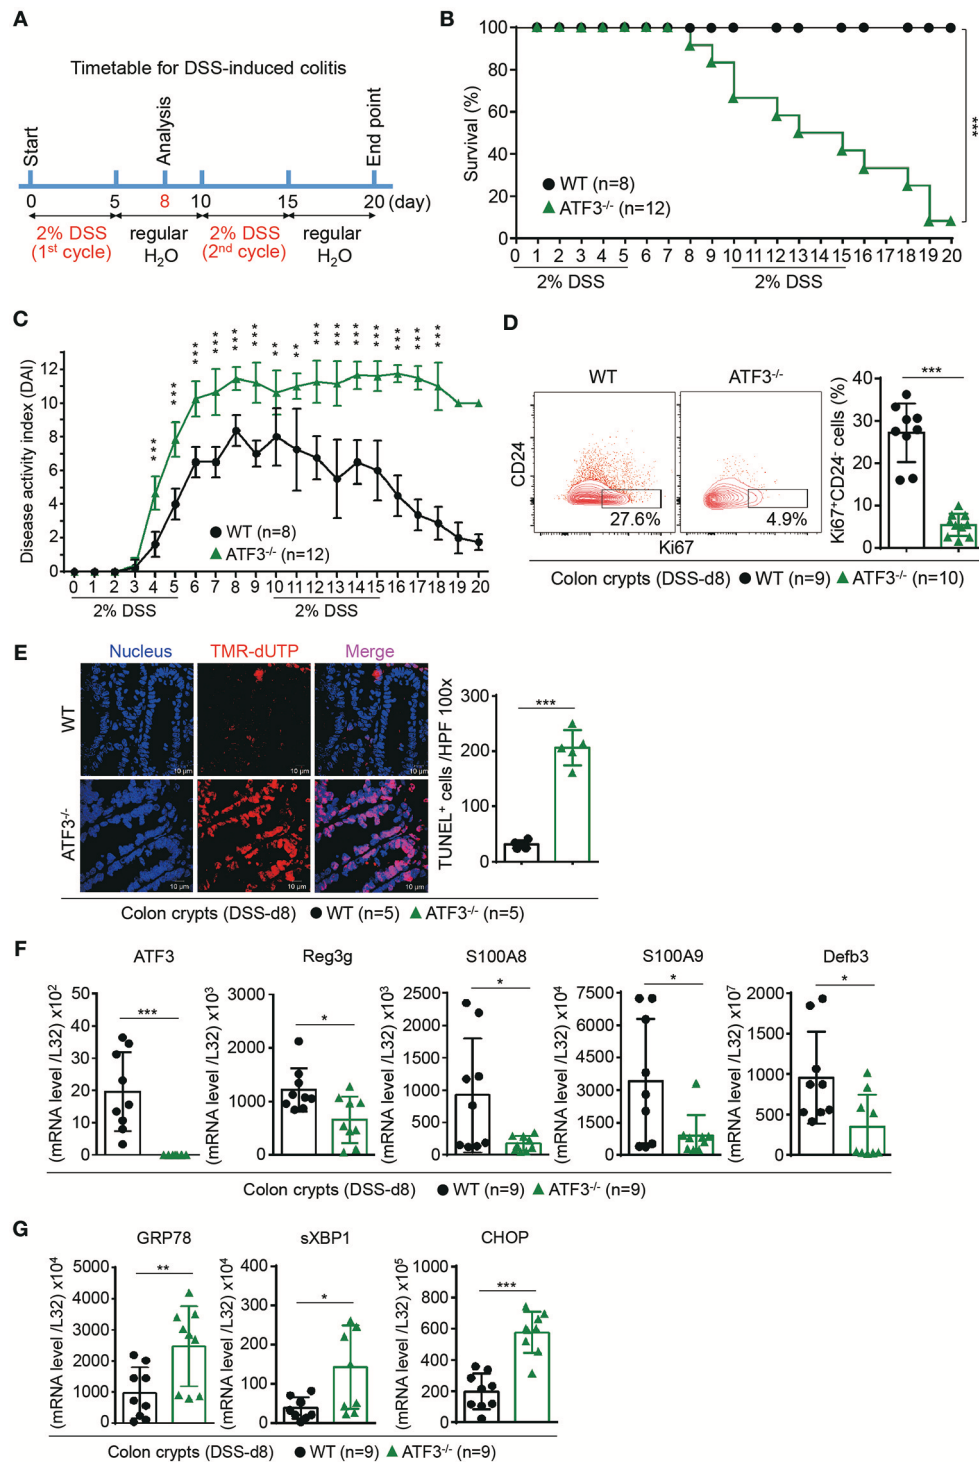 A
Timetable for DSS-induced colitis
Start
Analysis
End point
0 5 8 10 15 20 (day)
2% DSS regular 2% DSS regular
(1st cycle) H2O (2nd cycle) H2O
B
Survival (%)
100
80
60
40
20
0
WT (n=8)
ATF3-/- (n=12)
***
0 1 2 3 4 5 6 7 8 9 10 11 12 13 14 15 16 17 18 19 20
2% DSS 2% DSS
C
Disease activity index (DAI)
12
10
8
6
4
2
0
*** *** *** *** *** *** ** ** *** *** *** *** *** *** ***
WT (n=8)
ATF3-/- (n=12)
0 1 2 3 4 5 6 7 8 9 10 11 12 13 14 15 16 17 18 19 20
2% DSS 2% DSS
D
WT ATF3-/-
CD24
27.6% 4.9%
Ki67
Ki67+CD24- cells (%)
40
30
20
10
0
***
Colon crypts (DSS-d8) WT (n=9) ATF3-/- (n=10)
E
Nucleus TMR-dUTP Merge
WT
10 µm 10 µm 10 µm
ATF3-/-
10 µm 10 µm 10 µm
TUNEL+ cells /HPF 100x
300
200
100
0
***
Colon crypts (DSS-d8) WT (n=5) ATF3-/- (n=5)
F
ATF3
(mRNA level /L32) x10²
50
40
30
20
10
0
***
Reg3g
(mRNA level /L32) x10³
3000
2000
1000
0
*
S100A8
(mRNA level /L32) x10³
2500
2000
1500
1000
500
0
*
S100A9
(mRNA level /L32) x10⁴
7500
6000
4500
3000
1500
0
*
Defb3
(mRNA level /L32) x10⁷
2000
1500
1000
500
0
*
Colon crypts (DSS-d8) WT (n=9) ATF3-/- (n=9)
G
GRP78
(mRNA level /L32) x10⁴
5000
4000
3000
2000
1000
0
**
sXBP1
(mRNA level /L32) x10⁴
400
300
200
100
0
*
CHOP
(mRNA level /L32) x10⁵
1000
800
600
400
200
0
***
Colon crypts (DSS-d8) WT (n=9) ATF3-/- (n=9)